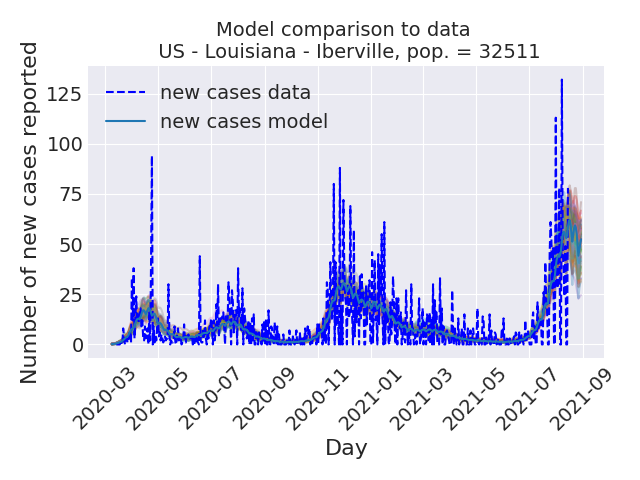 Model comparison to data
US - Louisiana - Iberville, pop. = 32511
Number of new cases reported
125
100
75
50
25
0
new cases data
new cases model
2020-03
2020-05
2020-07
2020-09
2020-11
2021-01
2021-03
2021-05
2021-07
2021-09
Day